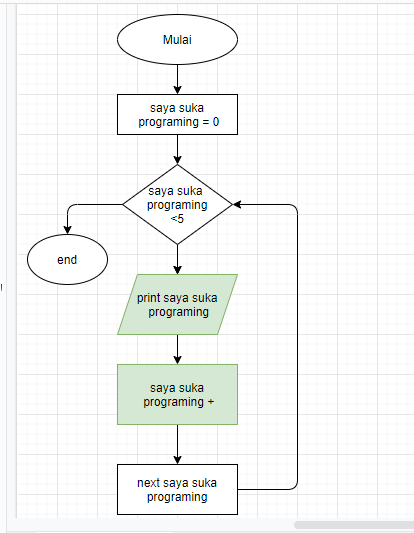 Mulai
saya suka
programing = 0
saya suka
programing
<5
end
print saya suka
programing
saya suka
programing +
next saya suka
programing